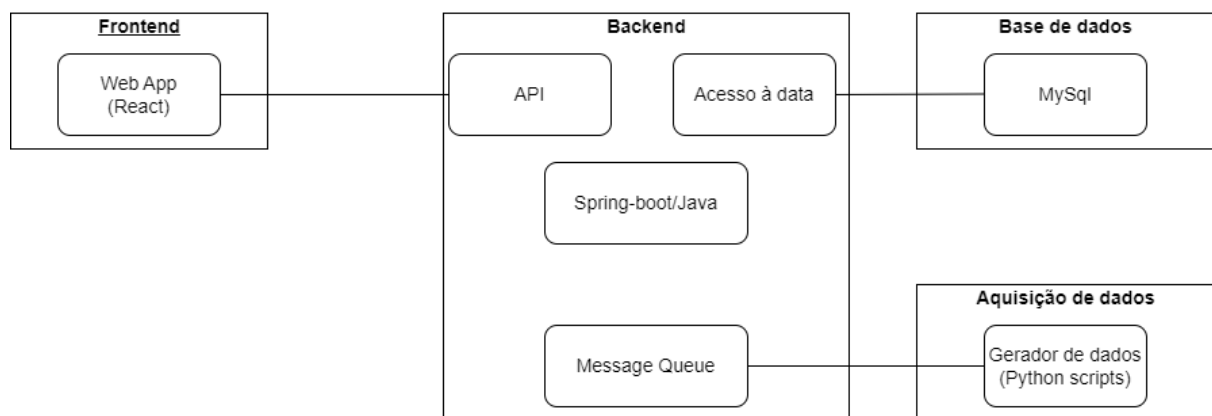 Frontend
Web App
(React)
Backend
API
Acesso à data
Spring-boot/Java
Message Queue
Base de dados
MySql
Aquisição de dados
Gerador de dados
(Python scripts)